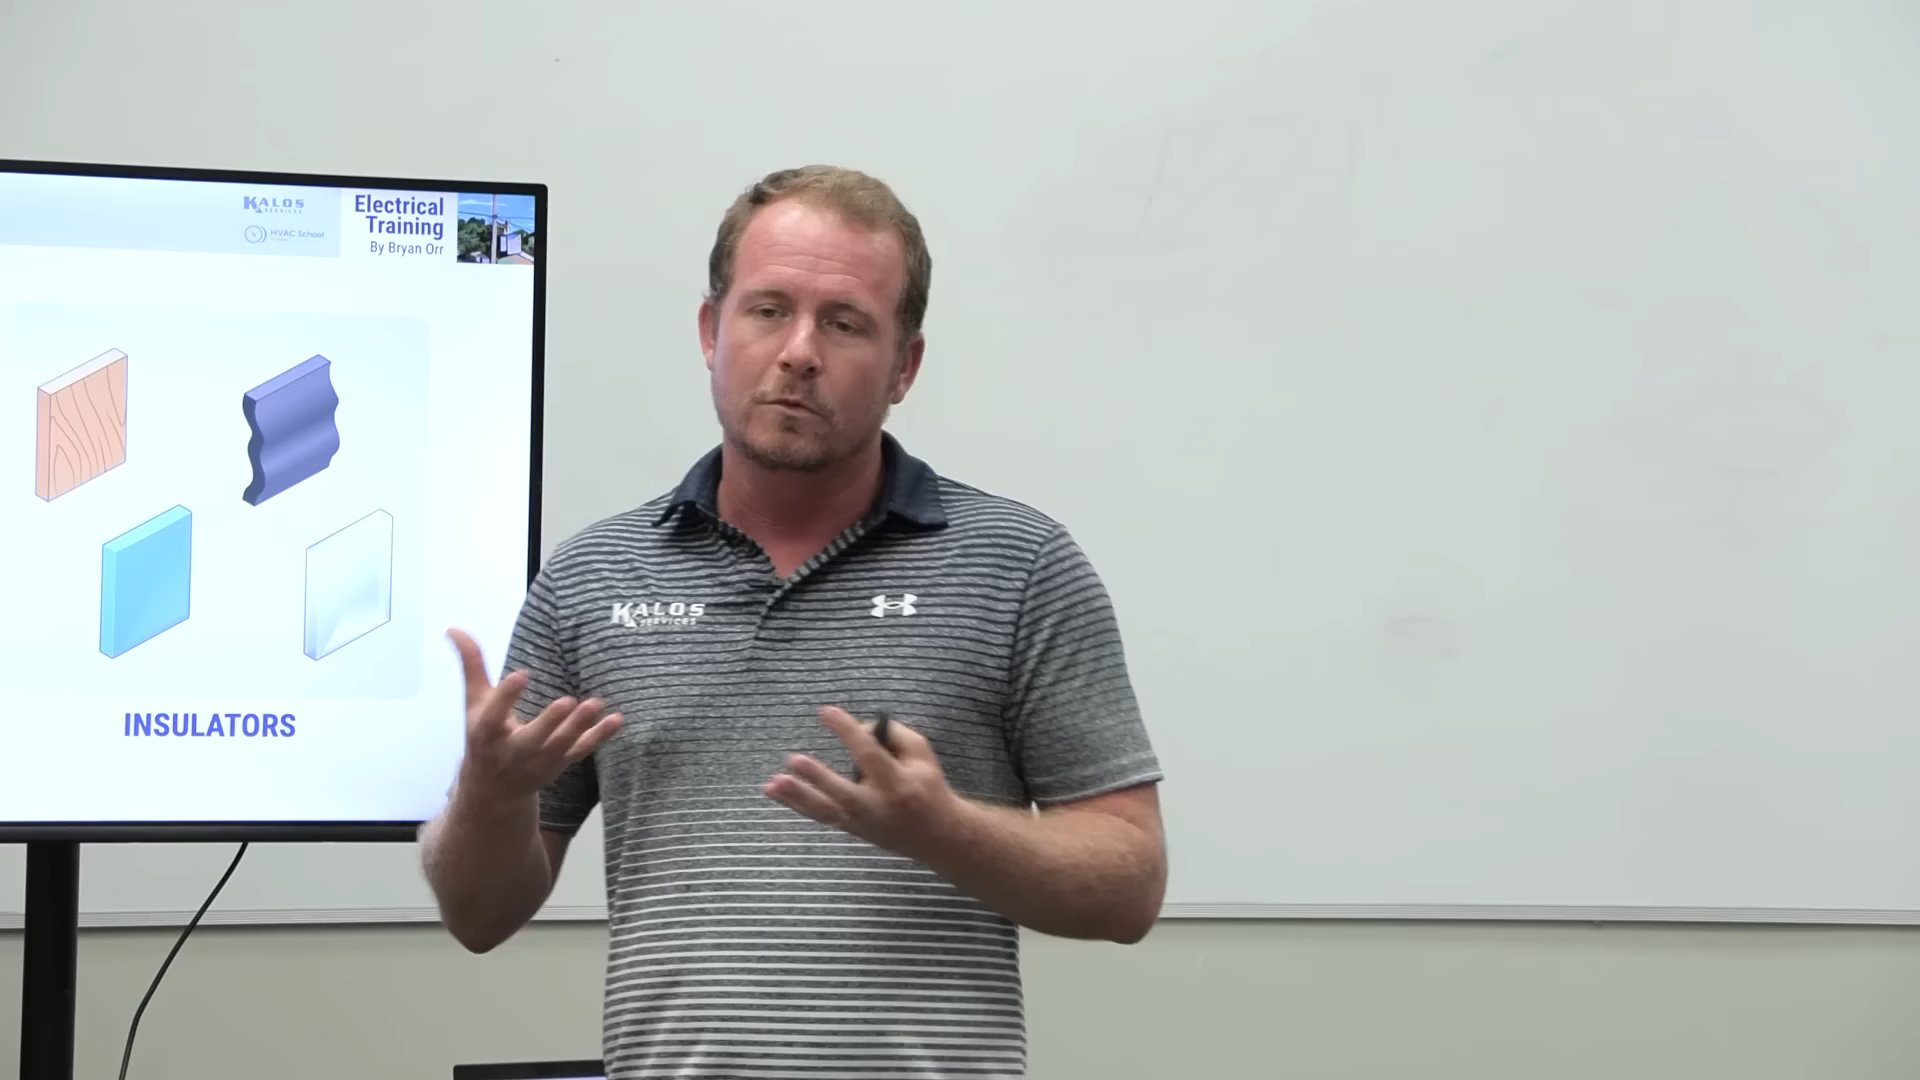 KALOS
SERVICES
HVAC School
Electrical
Training
By Bryan Orr
INSULATORS
KALOS
SERVICES